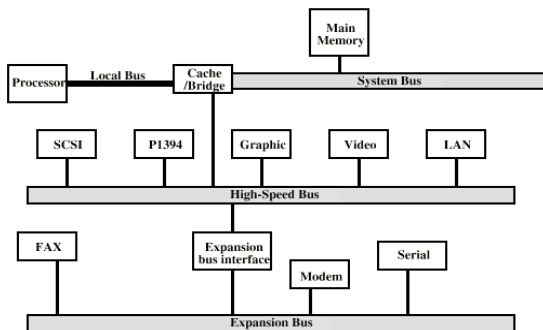 Main
Memory
Local Bus
Cache
/Bridge
Processor
System Bus
SCSI
P1394
Graphic
Video
LAN
High-Speed Bus
FAX
Expansion
bus interface
Serial
Modem
Expansion Bus